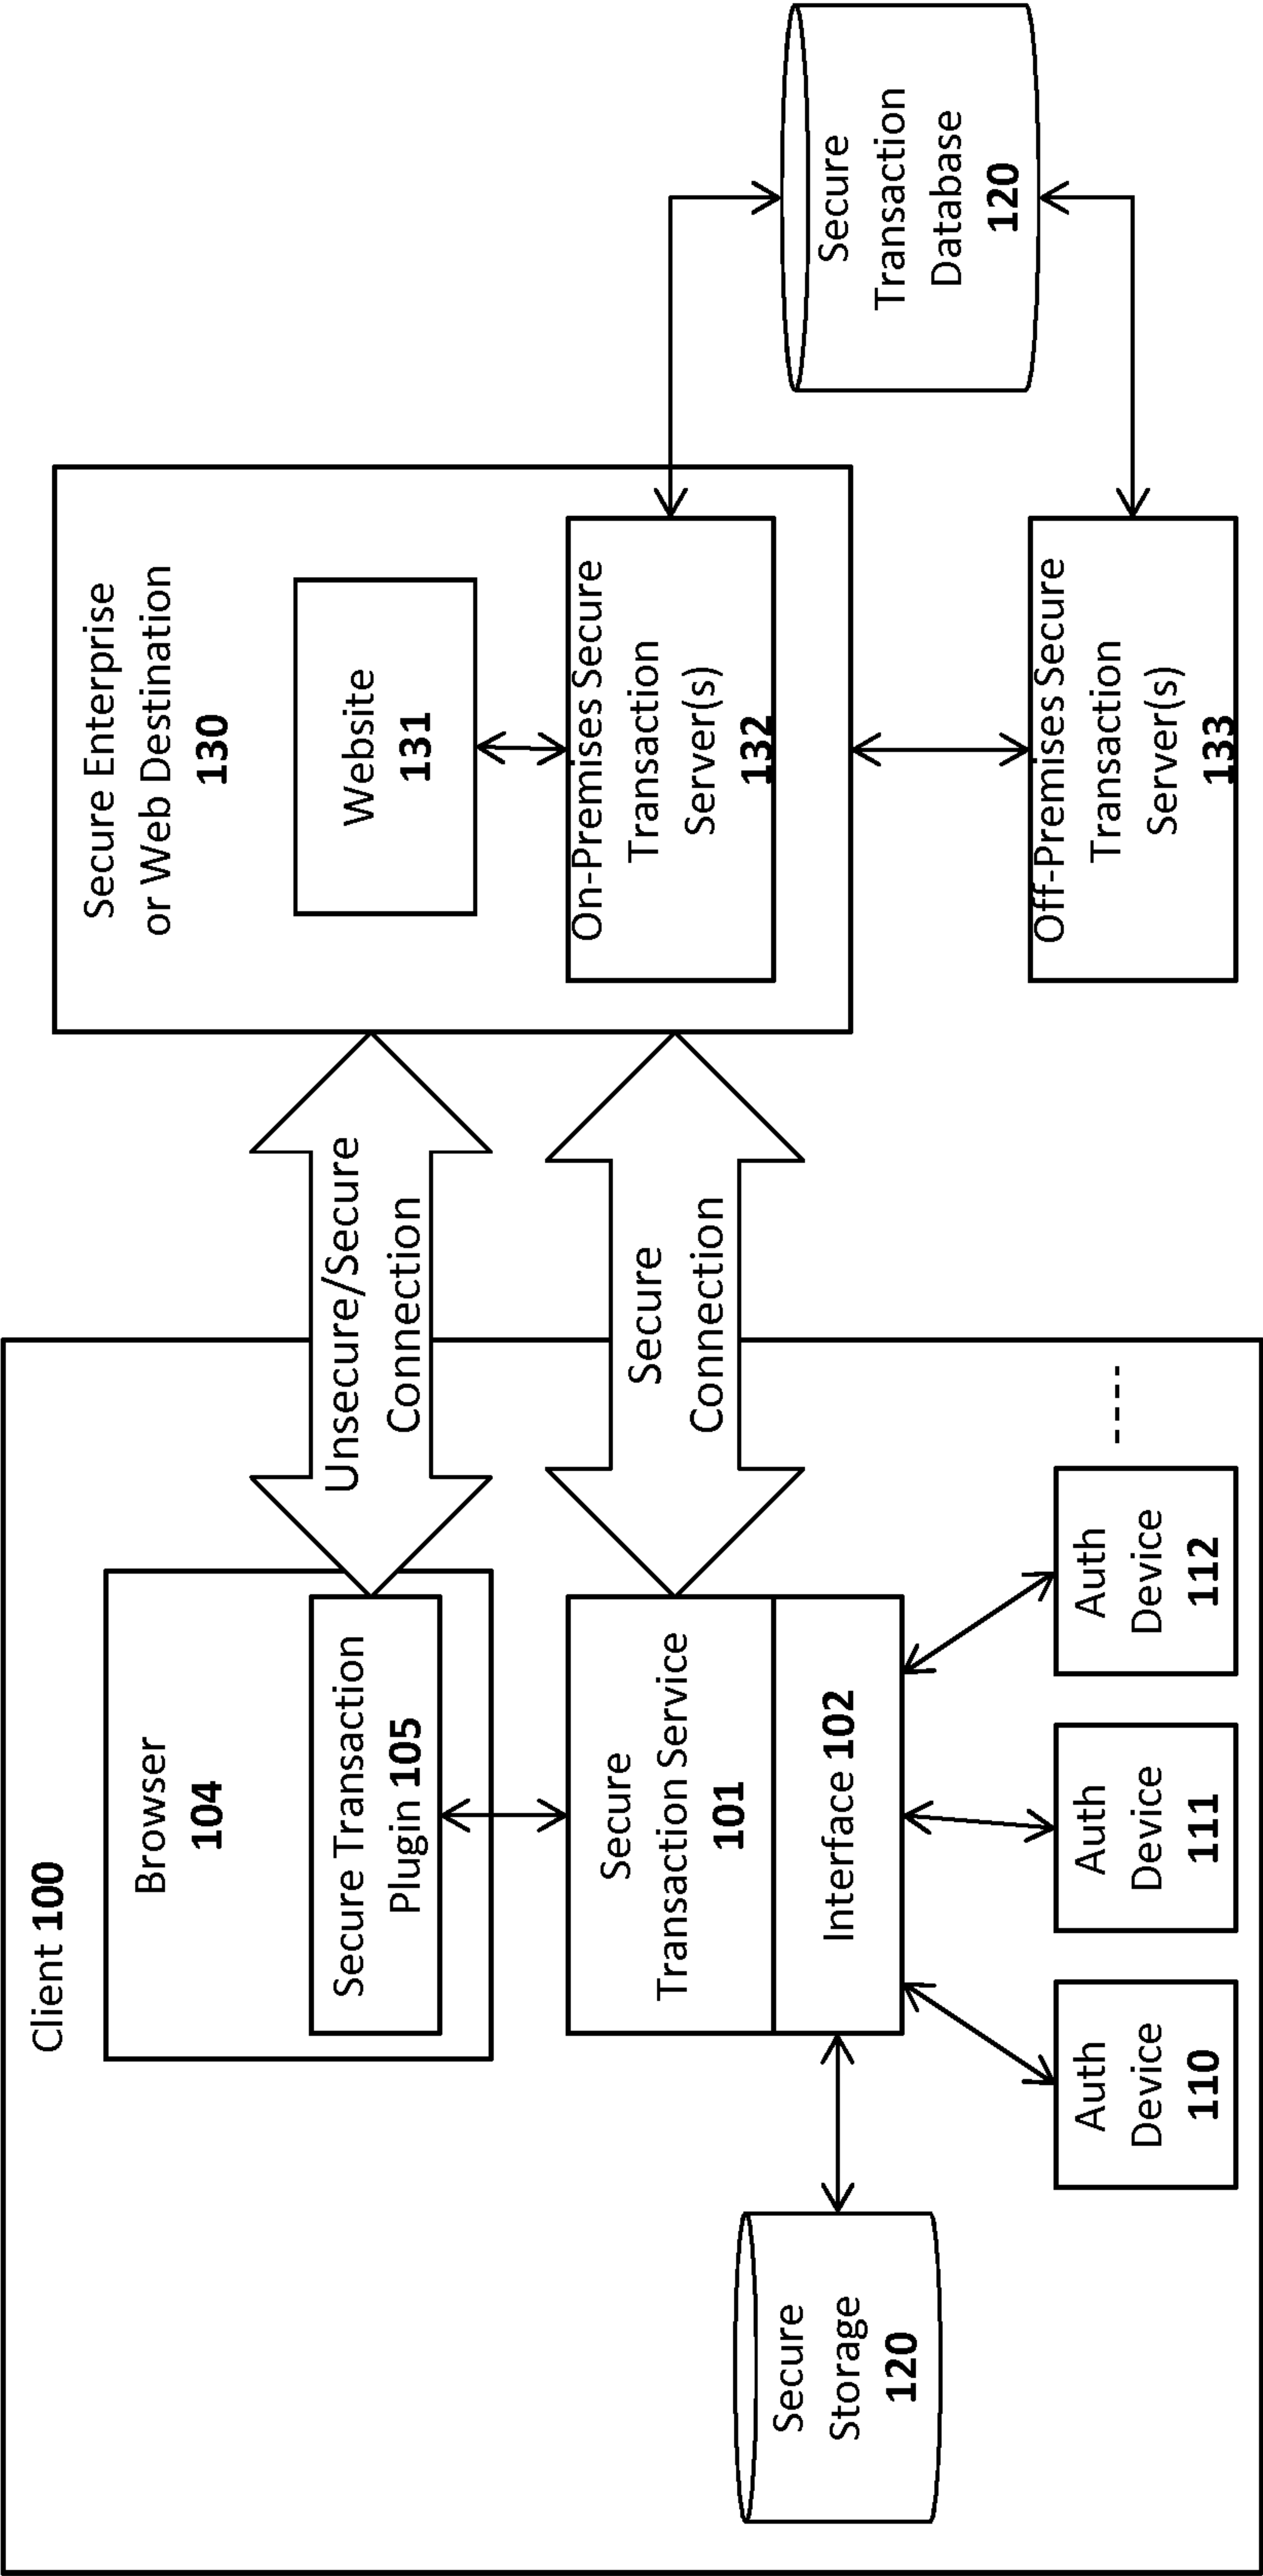 Client 100
Browser
104
Secure Transaction
Plugin 105
Secure
Transaction Service
101
Interface 102
Secure
Storage
120
Auth
Device
110
Auth
Device
111
Auth
Device
112
Unsecure/Secure
Connection
Secure
Connection
Secure Enterprise
or Web Destination
130
Website
131
On-Premises Secure
Transaction
Server(s)
132
Off-Premises Secure
Transaction
Server(s)
133
Secure
Transaction
Database
120